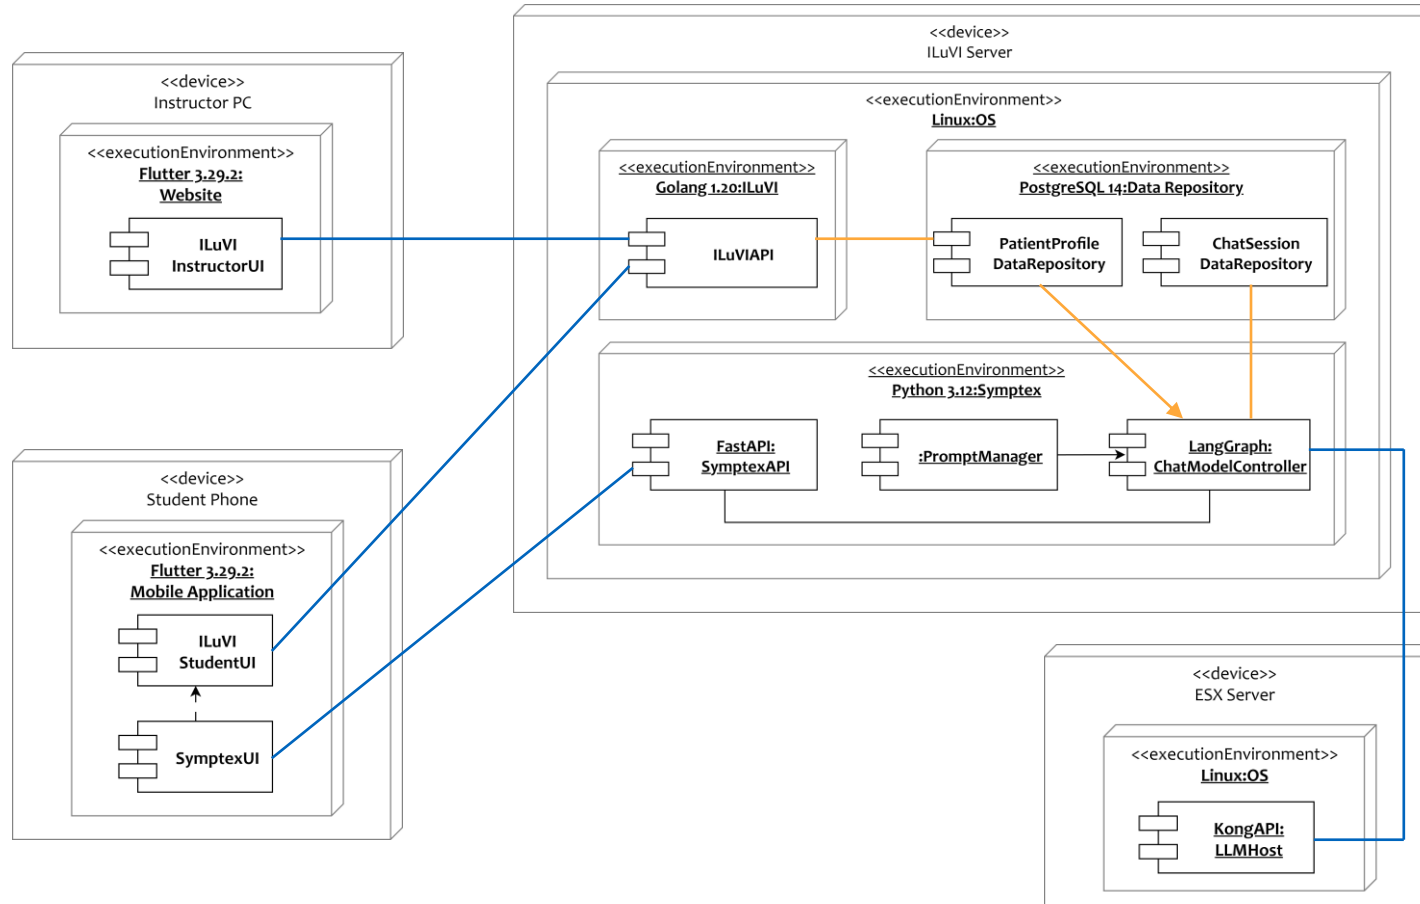 <<device>>
Instructor PC
<<executionEnvironment>>
Flutter 3.29.2:
Website
ILuVI
InstructorUI
<<device>>
Student Phone
<<executionEnvironment>>
Flutter 3.29.2:
Mobile Application
ILuVI
StudentUI
SymptexUI
<<device>>
ILuVI Server
<<executionEnvironment>>
Linux:OS
<<executionEnvironment>>
Golang 1.20:ILuVI
ILuVIAPI
<<executionEnvironment>>
PostgreSQL 14:Data Repository
PatientProfile
DataRepository
ChatSession
DataRepository
<<executionEnvironment>>
Python 3.12:Symptex
FastAPI:
SymptexAPI
:PromptManager
LangGraph:
ChatModelController
<<device>>
ESX Server
<<executionEnvironment>>
Linux:OS
KongAPI:
LLMHost